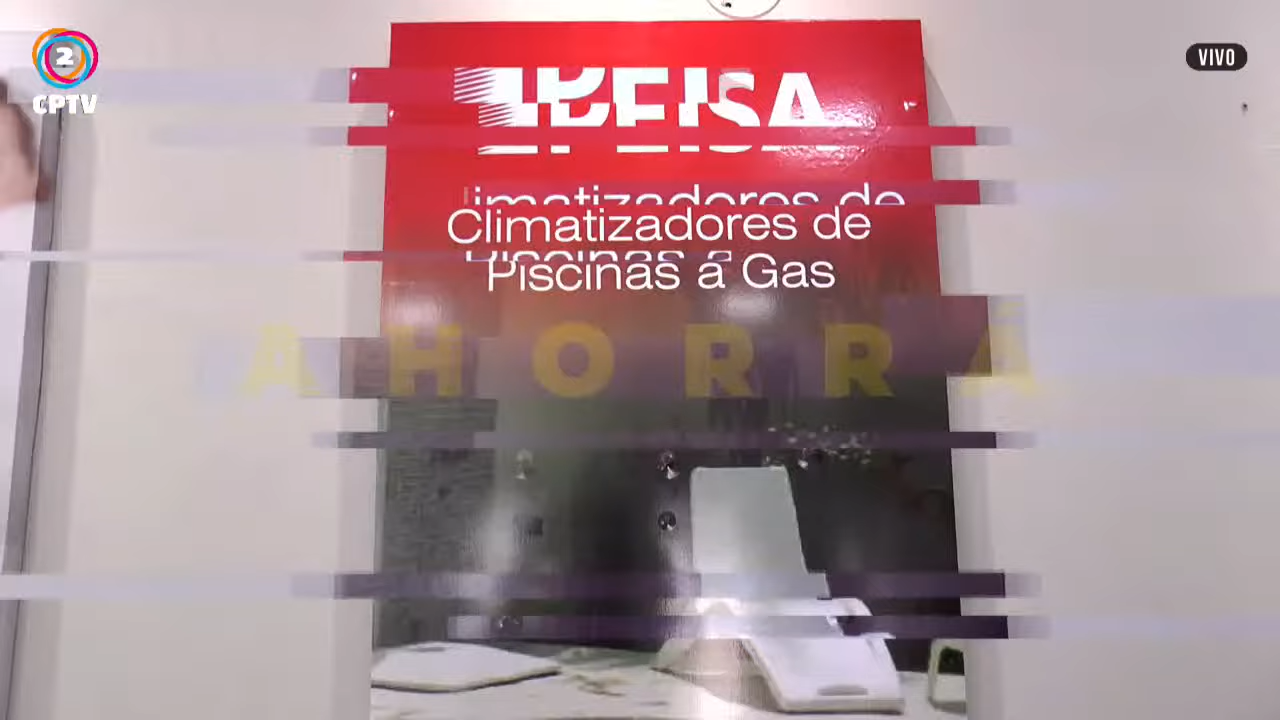 2
CPTV
VIVO
Climatizadores de
Piscinas a Gas
AHORRÁ